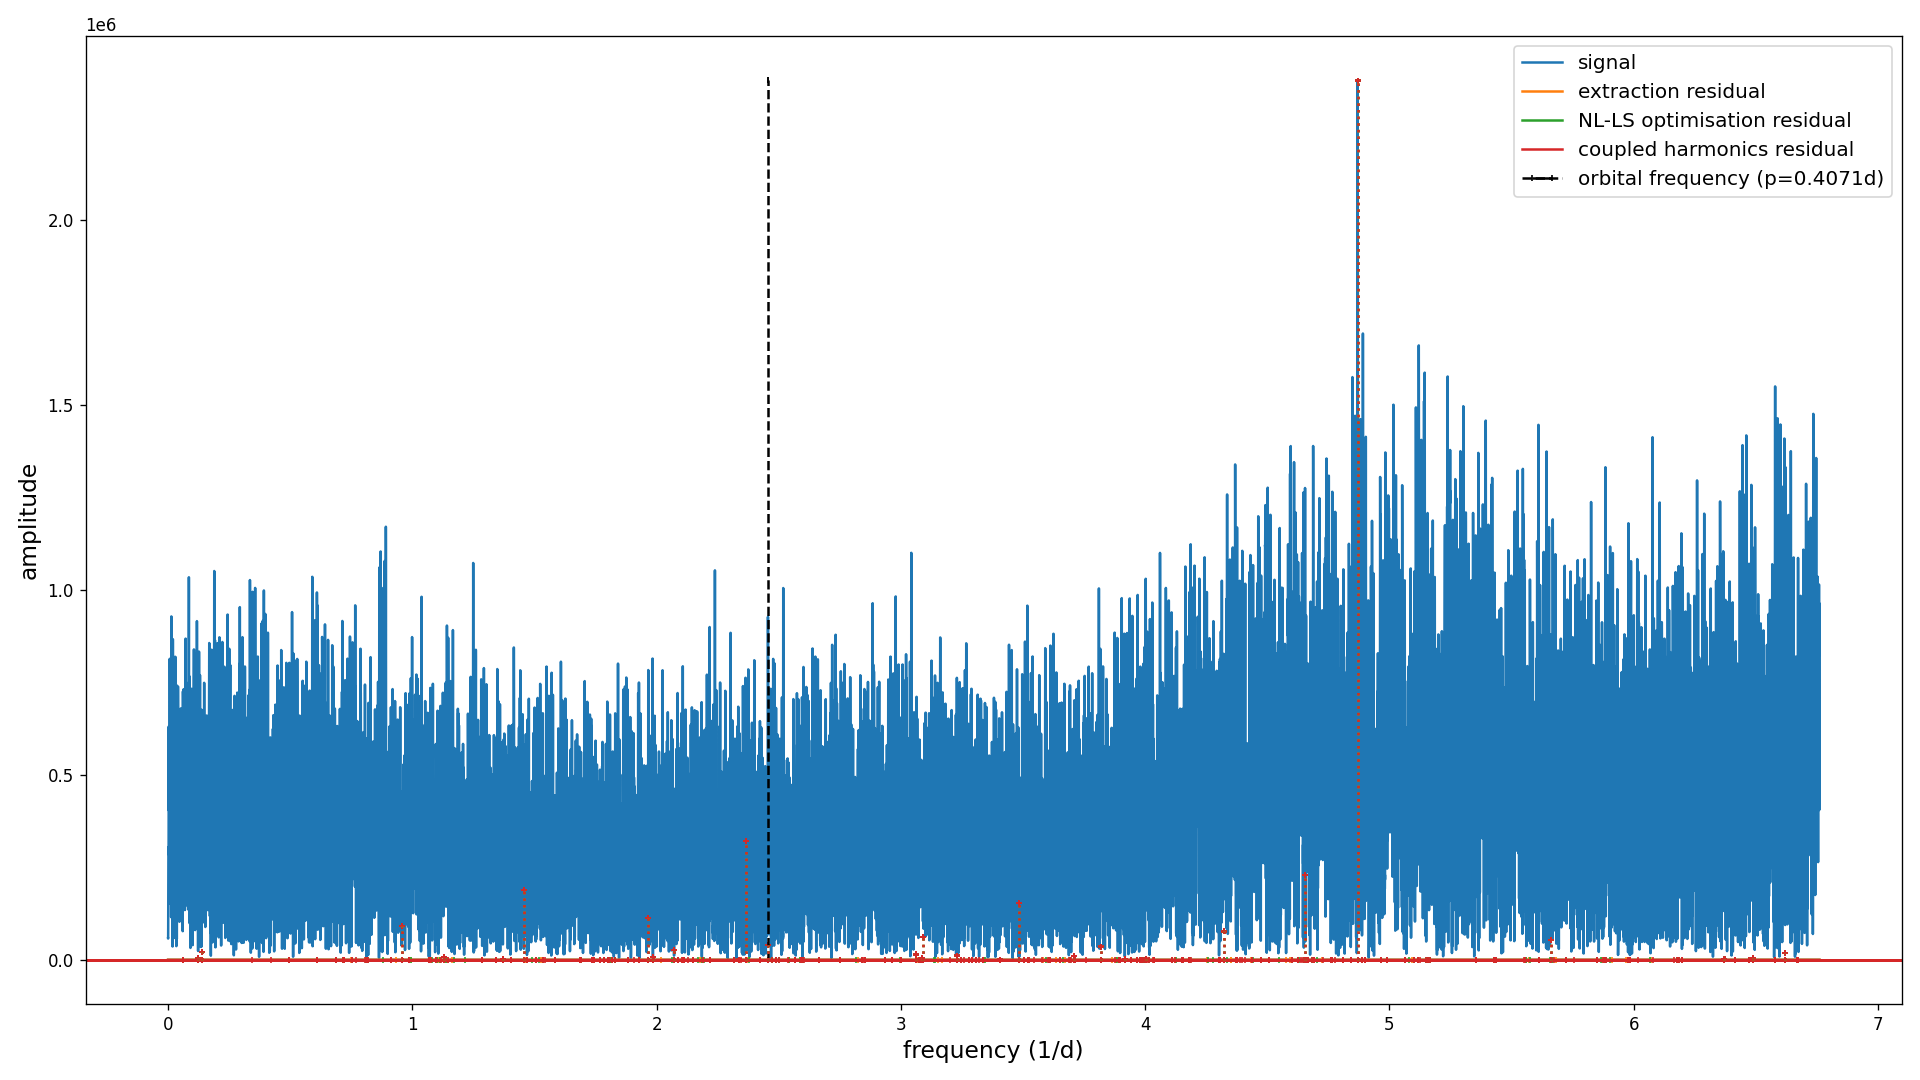 1e6
signal
extraction residual
NL-LS optimisation residual
coupled harmonics residual
orbital frequency (p=0.4071d)
2.0
1.5
1.0
0.5
0.0
amplitude
0 1 2 3 4 5 6 7
frequency (1/d)